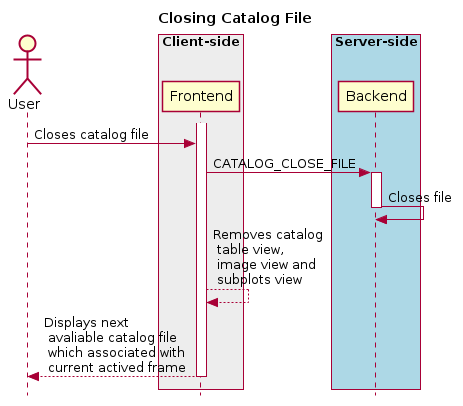 Closing Catalog File
Client-side
Server-side
User
Frontend
Backend
Closes catalog file
CATALOG_CLOSE_FILE
Closes file
Removes catalog
table view,
image view and
subplots view
Displays next
avaliable catalog file
which associated with
current actived frame